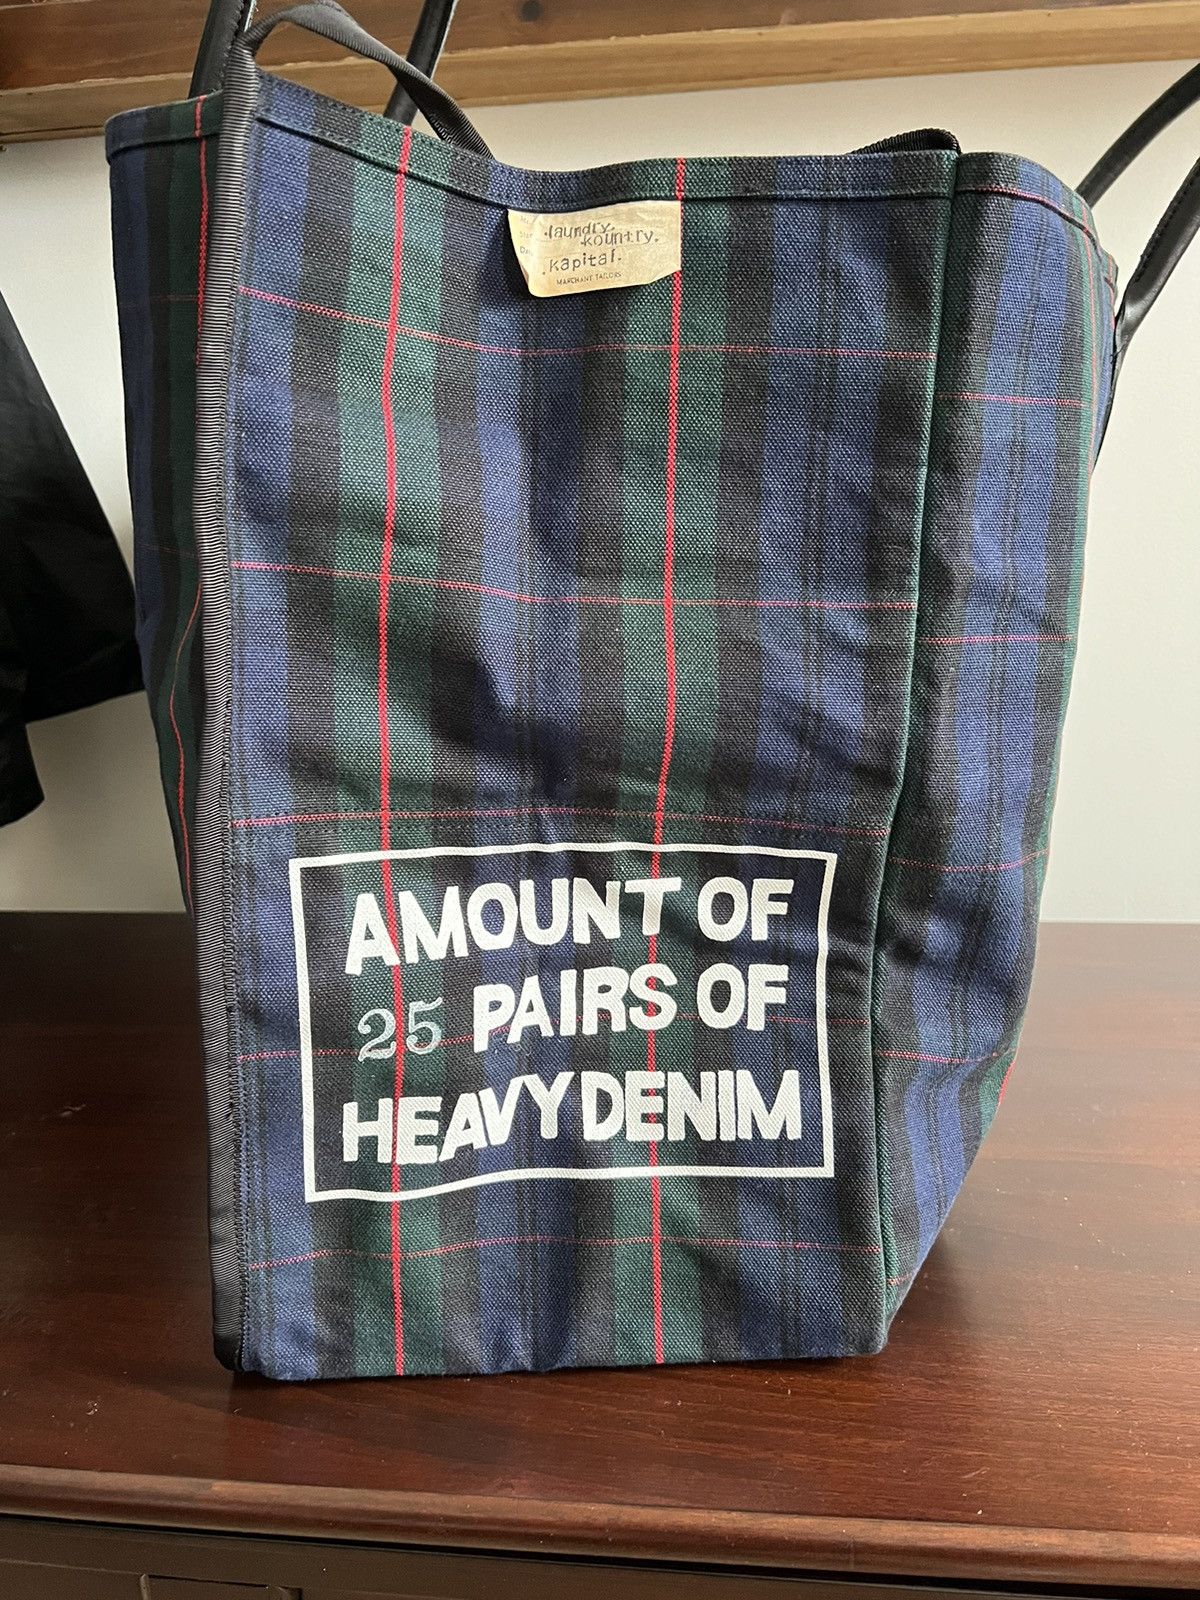 .laundry.
kountry.
.kapital.
MARCHANT TAILORS
AMOUNT OF
25 PAIRS OF
HEAVY DENIM